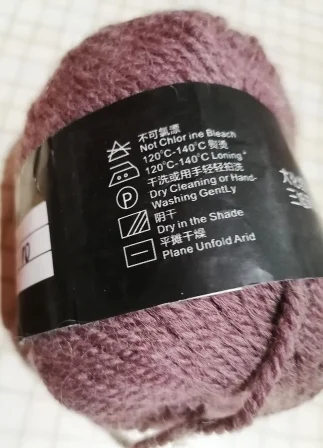 不可氣漂
Not Chlor ine Bleach
120°C-140°C 熨烫
120°C-140°C Loning
干洗或用手轻轻拍洗
Dry Cleaning or Hand-
Washing GentLy
P
阴干
Dry in the Shade
平摊干燥
Plane Unfold Arid